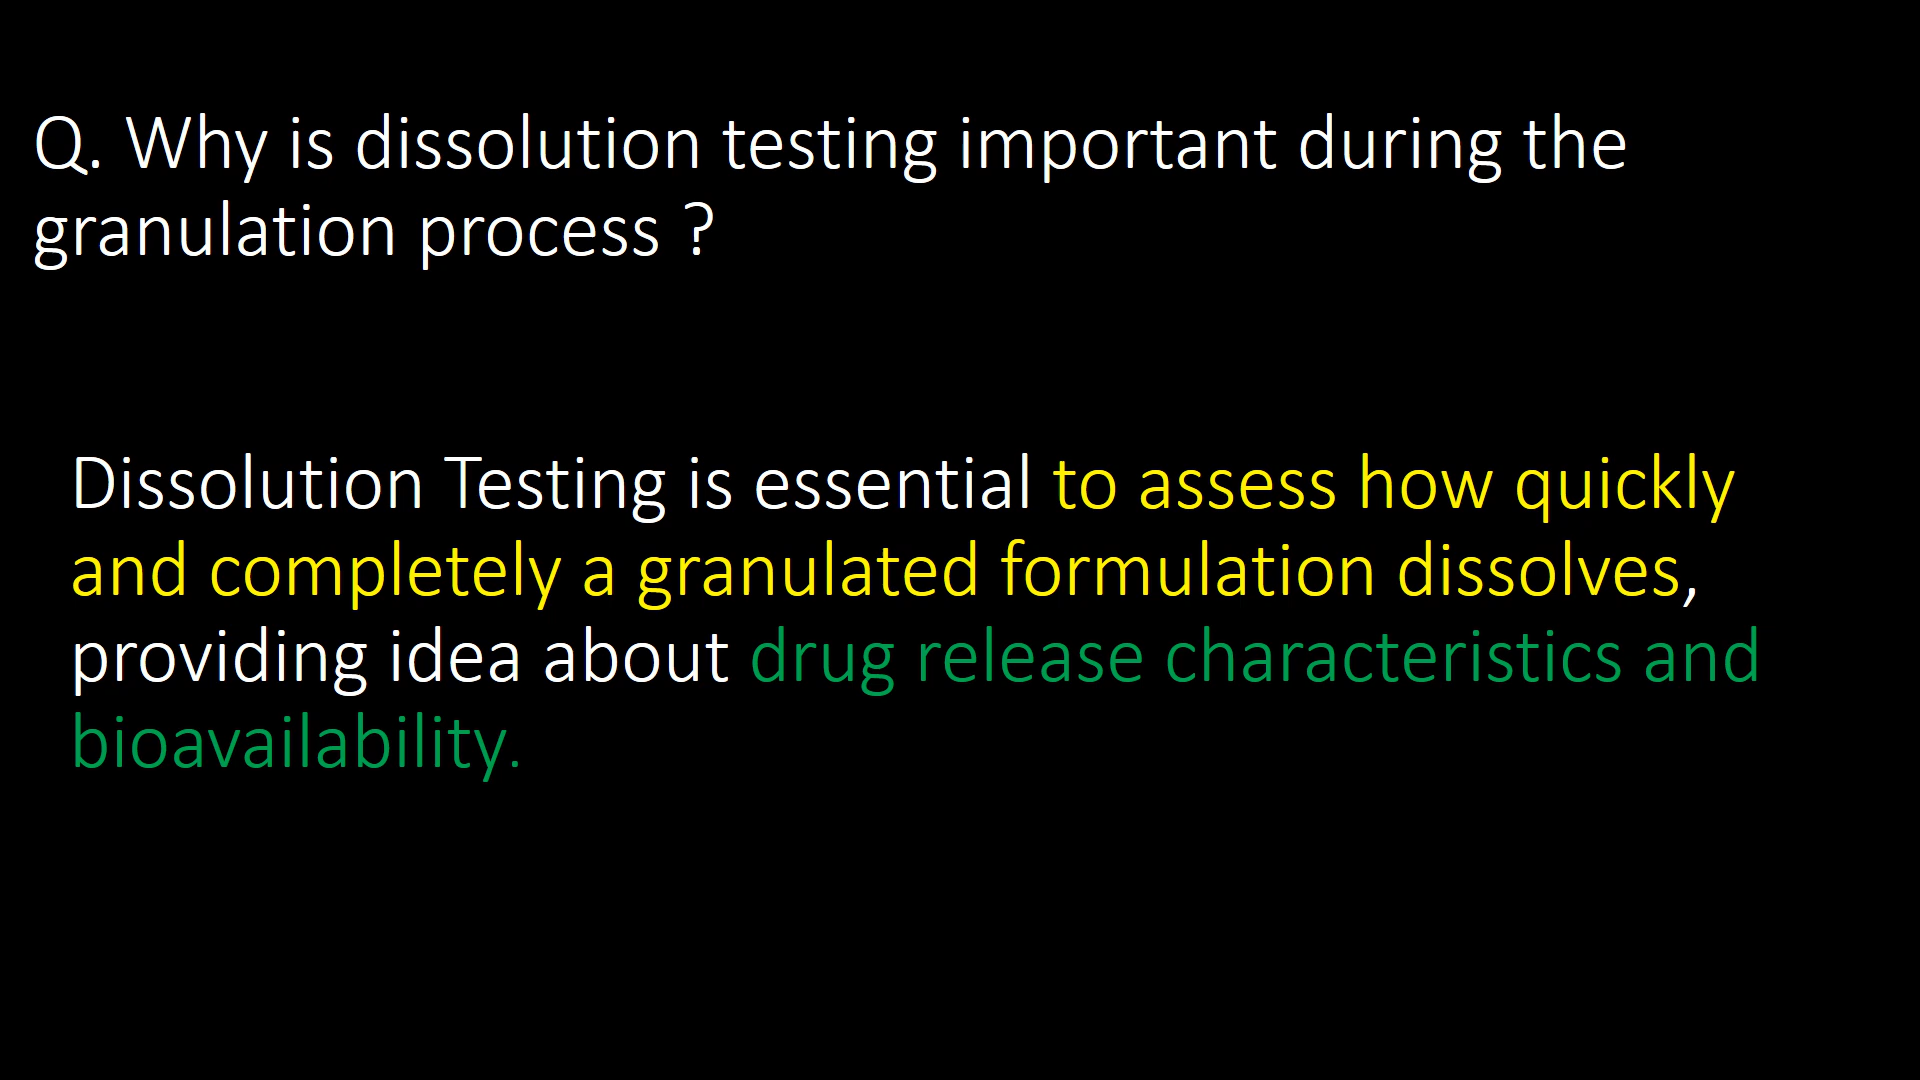 Q. Why is dissolution testing important during the
granulation process ?
Dissolution Testing is essential to assess how quickly
and completely a granulated formulation dissolves,
providing idea about drug release characteristics and
bioavailability.